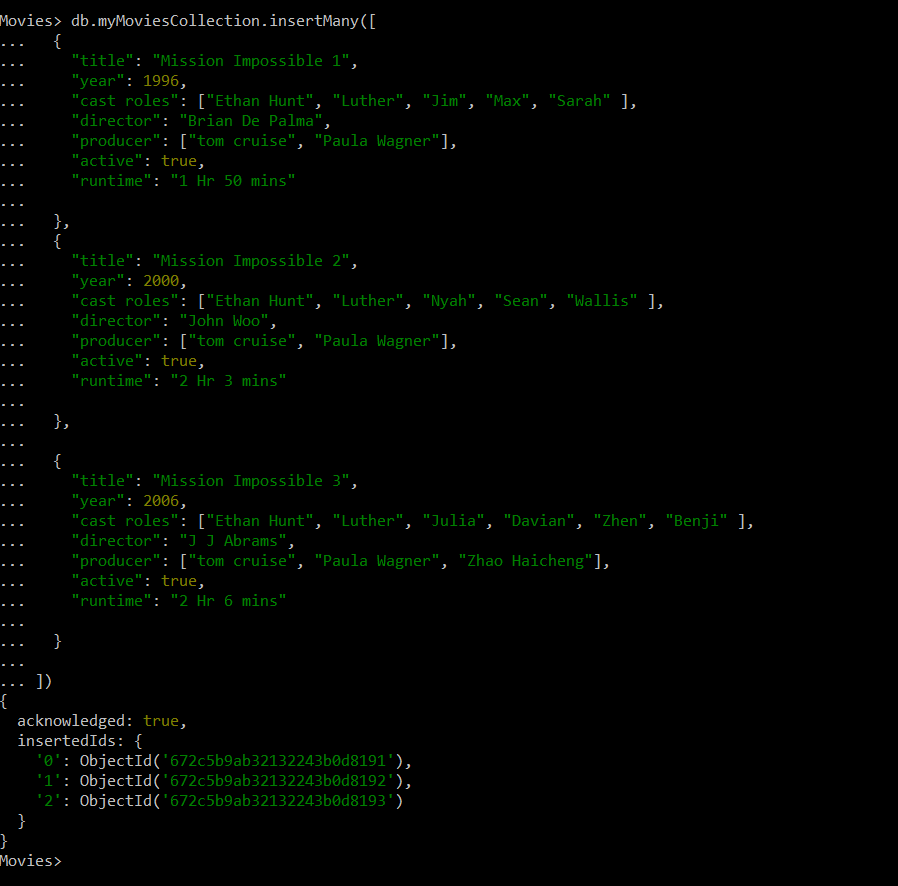 Movies> db.myMoviesCollection.insertMany([
...   {
...     "title": "Mission Impossible 1",
...     "year": 1996,
...     "cast roles": ["Ethan Hunt", "Luther", "Jim", "Max", "Sarah" ],
...     "director": "Brian De Palma",
...     "producer": ["tom cruise", "Paula Wagner"],
...     "active": true,
...     "runtime": "1 Hr 50 mins"
...
...   },
...   {
...     "title": "Mission Impossible 2",
...     "year": 2000,
...     "cast roles": ["Ethan Hunt", "Luther", "Nyah", "Sean", "Wallis" ],
...     "director": "John Woo",
...     "producer": ["tom cruise", "Paula Wagner"],
...     "active": true,
...     "runtime": "2 Hr 3 mins"
...
...   },
...
...   {
...     "title": "Mission Impossible 3",
...     "year": 2006,
...     "cast roles": ["Ethan Hunt", "Luther", "Julia", "Davian", "Zhen", "Benji" ],
...     "director": "J J Abrams",
...     "producer": ["tom cruise", "Paula Wagner", "Zhao Haicheng"],
...     "active": true,
...     "runtime": "2 Hr 6 mins"
...
...   }
...
... ])
{
  acknowledged: true,
  insertedIds: {
    '0': ObjectId('672c5b9ab32132243b0d8191'),
    '1': ObjectId('672c5b9ab32132243b0d8192'),
    '2': ObjectId('672c5b9ab32132243b0d8193')
  }
}
Movies>